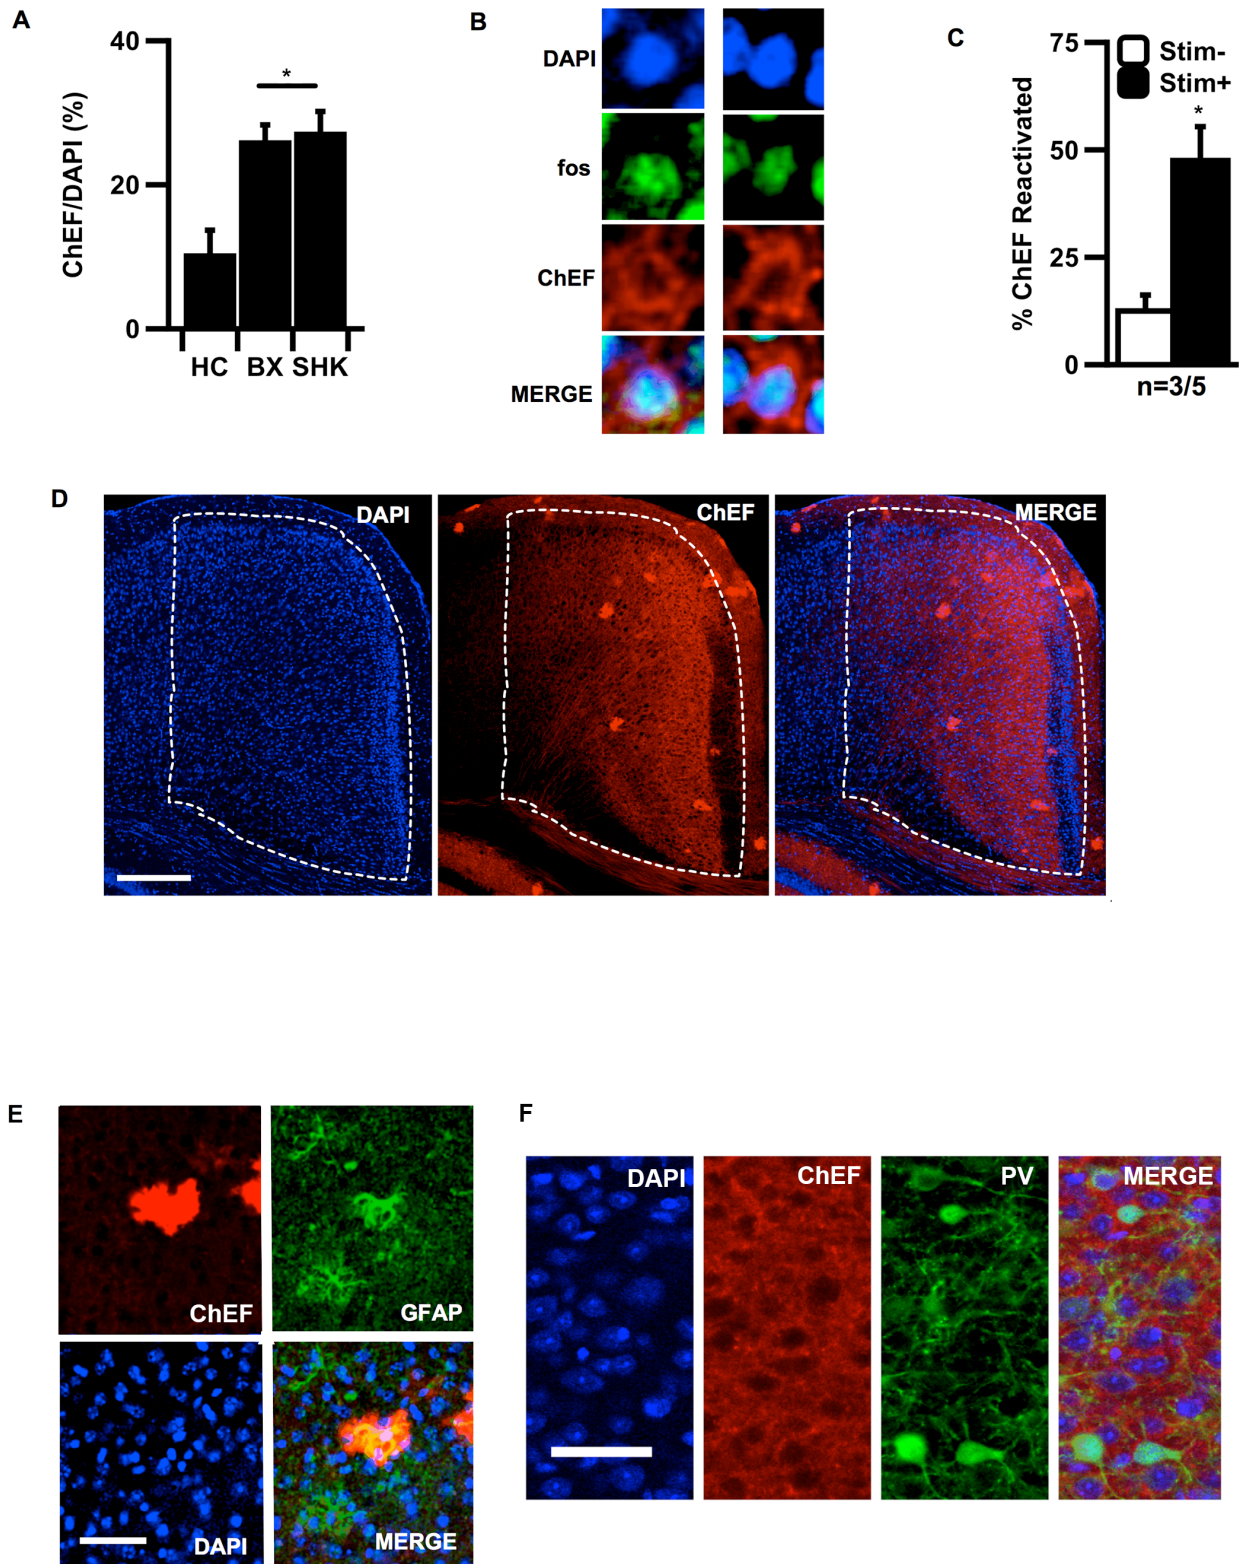 A
40
20
0
ChEF/DAPI (%)
*
HC BX SHK
B
DAPI
fos
ChEF
MERGE
C
75
50
25
0
% ChEF Reactivated
Stim-
Stim+
*
n=3/5
D
DAPI
ChEF
MERGE
E
ChEF
GFAP
DAPI
MERGE
F
DAPI
ChEF
PV
MERGE